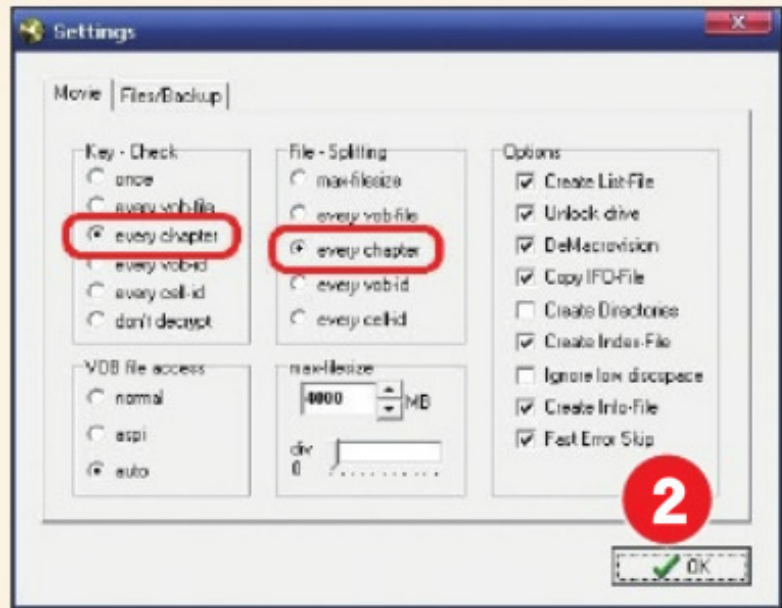 Settings
Movie
Files/Backup
Key - Check
once
every vob-file
every chapter
every vob-id
every cell-id
don't decrypt
File - Splitting
max-filesize
every vob-file
every chapter
every vob-id
every cell-id
Options
Create List-File
Unlock drive
DeMacrovision
Copy IFO-File
Create Directories
Create Index-File
Ignore low discspace
Create Info-File
Fast Error Skip
VOB file access
normal
aspi
auto
max-filesize
4000 MB
div
0
2
OK